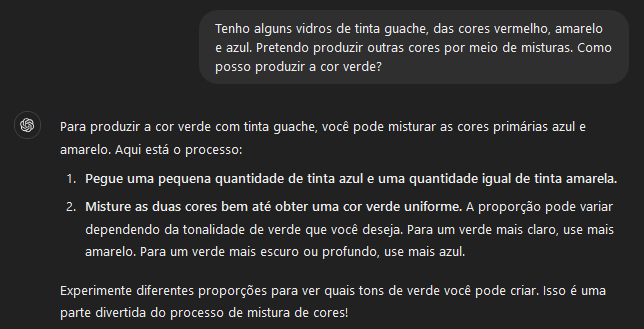 Tenho alguns vidros de tinta guache, das cores vermelho, amarelo
e azul. Pretendo produzir outras cores por meio de misturas. Como
posso produzir a cor verde?
Para produzir a cor verde com tinta guache, você pode misturar as cores primárias azul e
amarelo. Aqui está o processo:
1. Pegue uma pequena quantidade de tinta azul e uma quantidade igual de tinta amarela.
2. Misture as duas cores bem até obter uma cor verde uniforme. A proporção pode variar
dependendo da tonalidade de verde que você deseja. Para um verde mais claro, use mais
amarelo. Para um verde mais escuro ou profundo, use mais azul.
Experimente diferentes proporções para ver quais tons de verde você pode criar. Isso é uma
parte divertida do processo de mistura de cores!